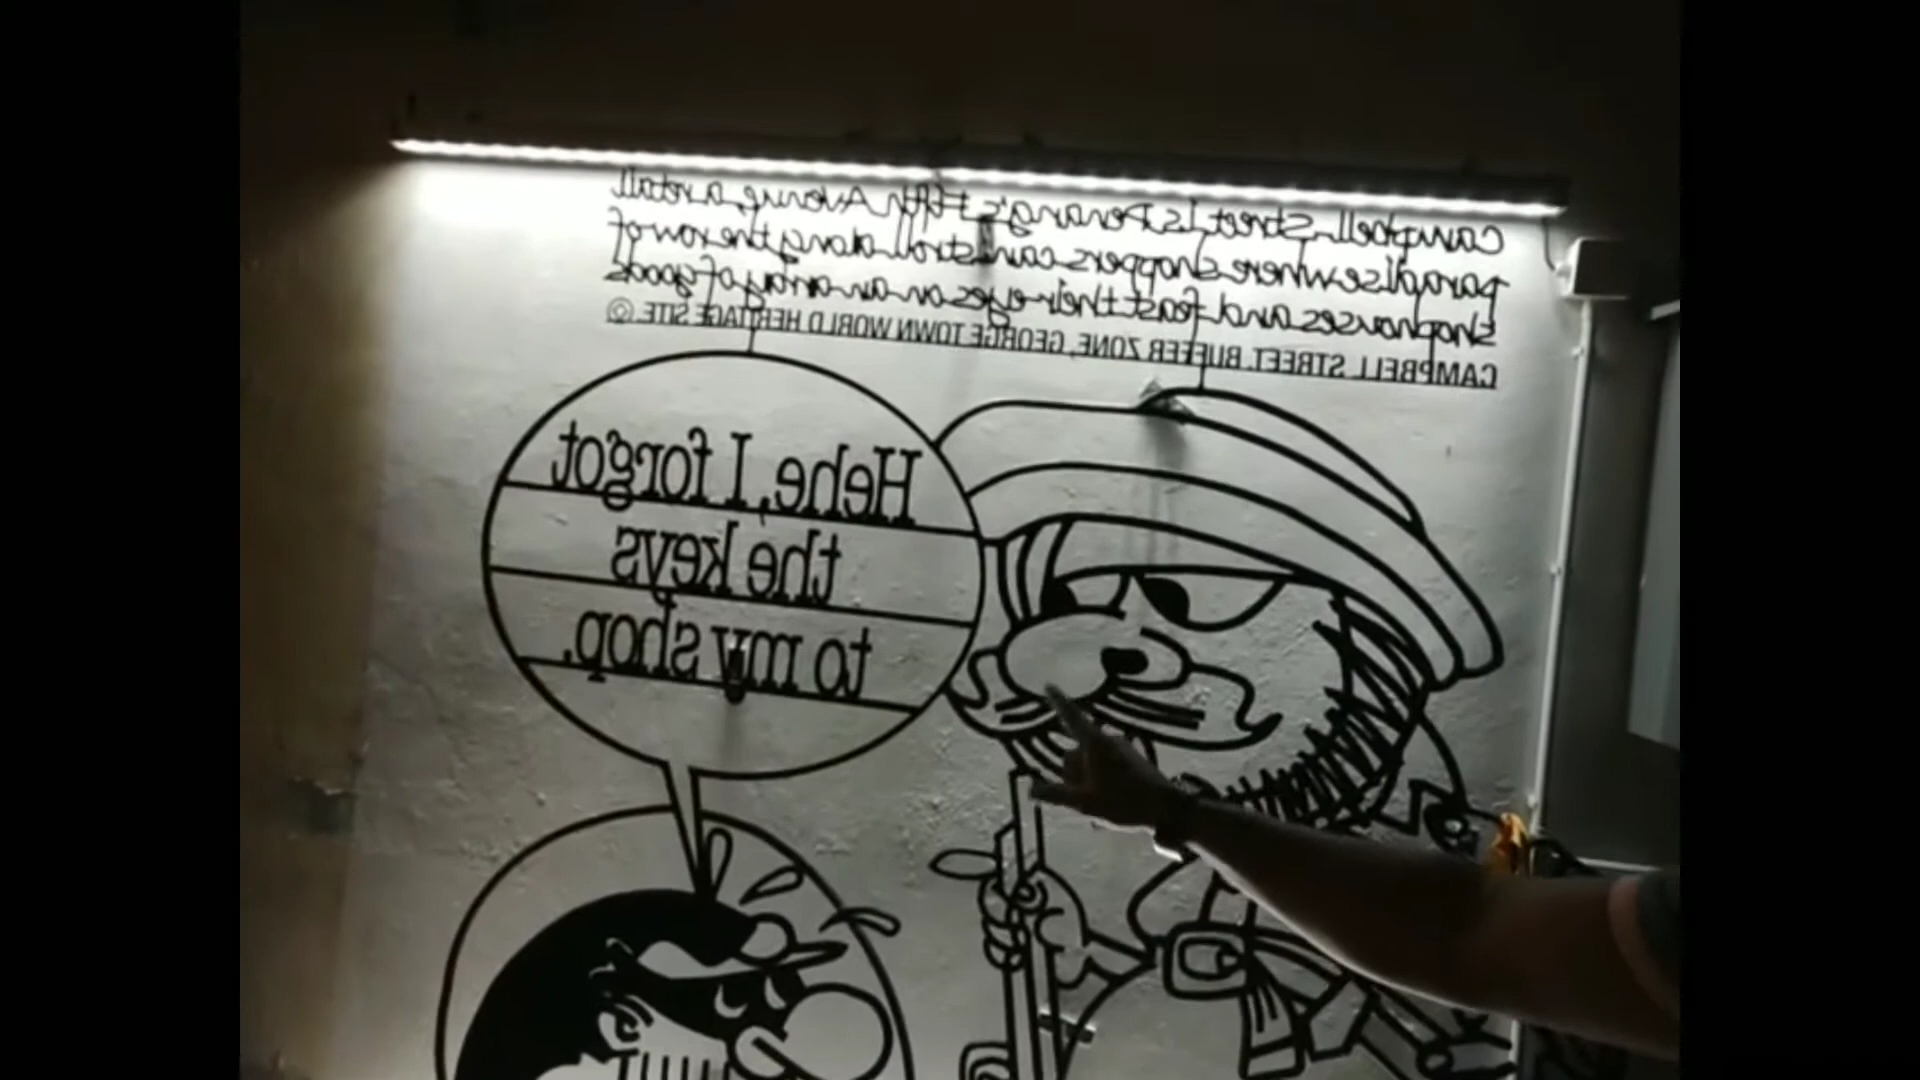 Campbell Street is Penang's Fifth Avenue, a retail
paradise where shoppers can stroll along the row of
shophouses and feast their eyes on an array of goods
CAMPBELL STREET, BUFFER ZONE, GEORGE TOWN WORLD HERITAGE SITE ©
Hehe, I forgot
the keys
to my shop.